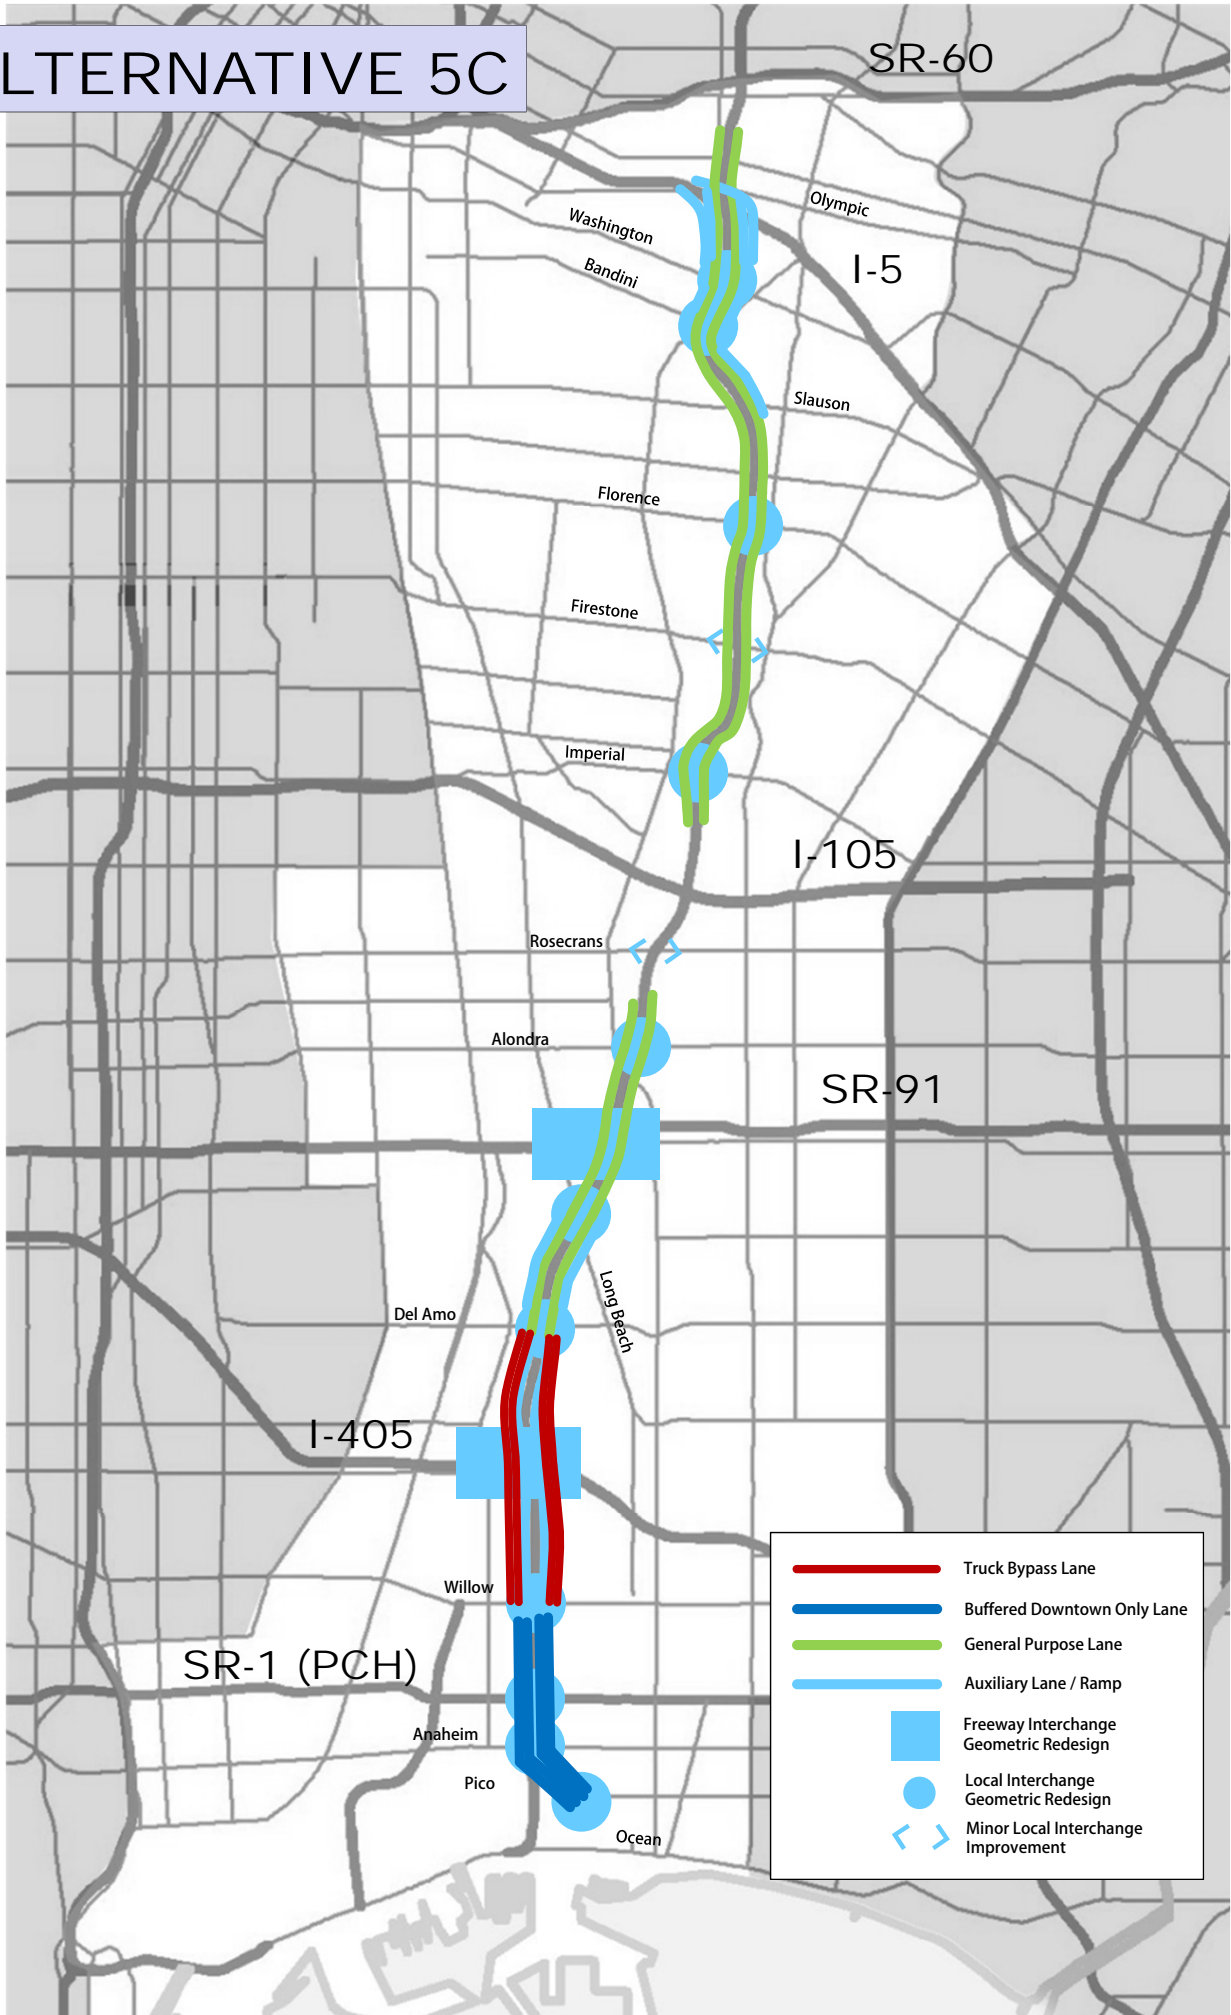 LTERNATIVE 5C
SR-60
Olympic
Washington
I-5
Bandini
Slauson
Florence
Firestone
Imperial
I-105
Rosecrans
Alondra
SR-91
Long Beach
Del Amo
I-405
Willow
SR-1 (PCH)
Anaheim
Pico
Ocean
Truck Bypass Lane
Buffered Downtown Only Lane
General Purpose Lane
Auxiliary Lane / Ramp
Freeway Interchange
Geometric Redesign
Local Interchange
Geometric Redesign
Minor Local Interchange
Improvement